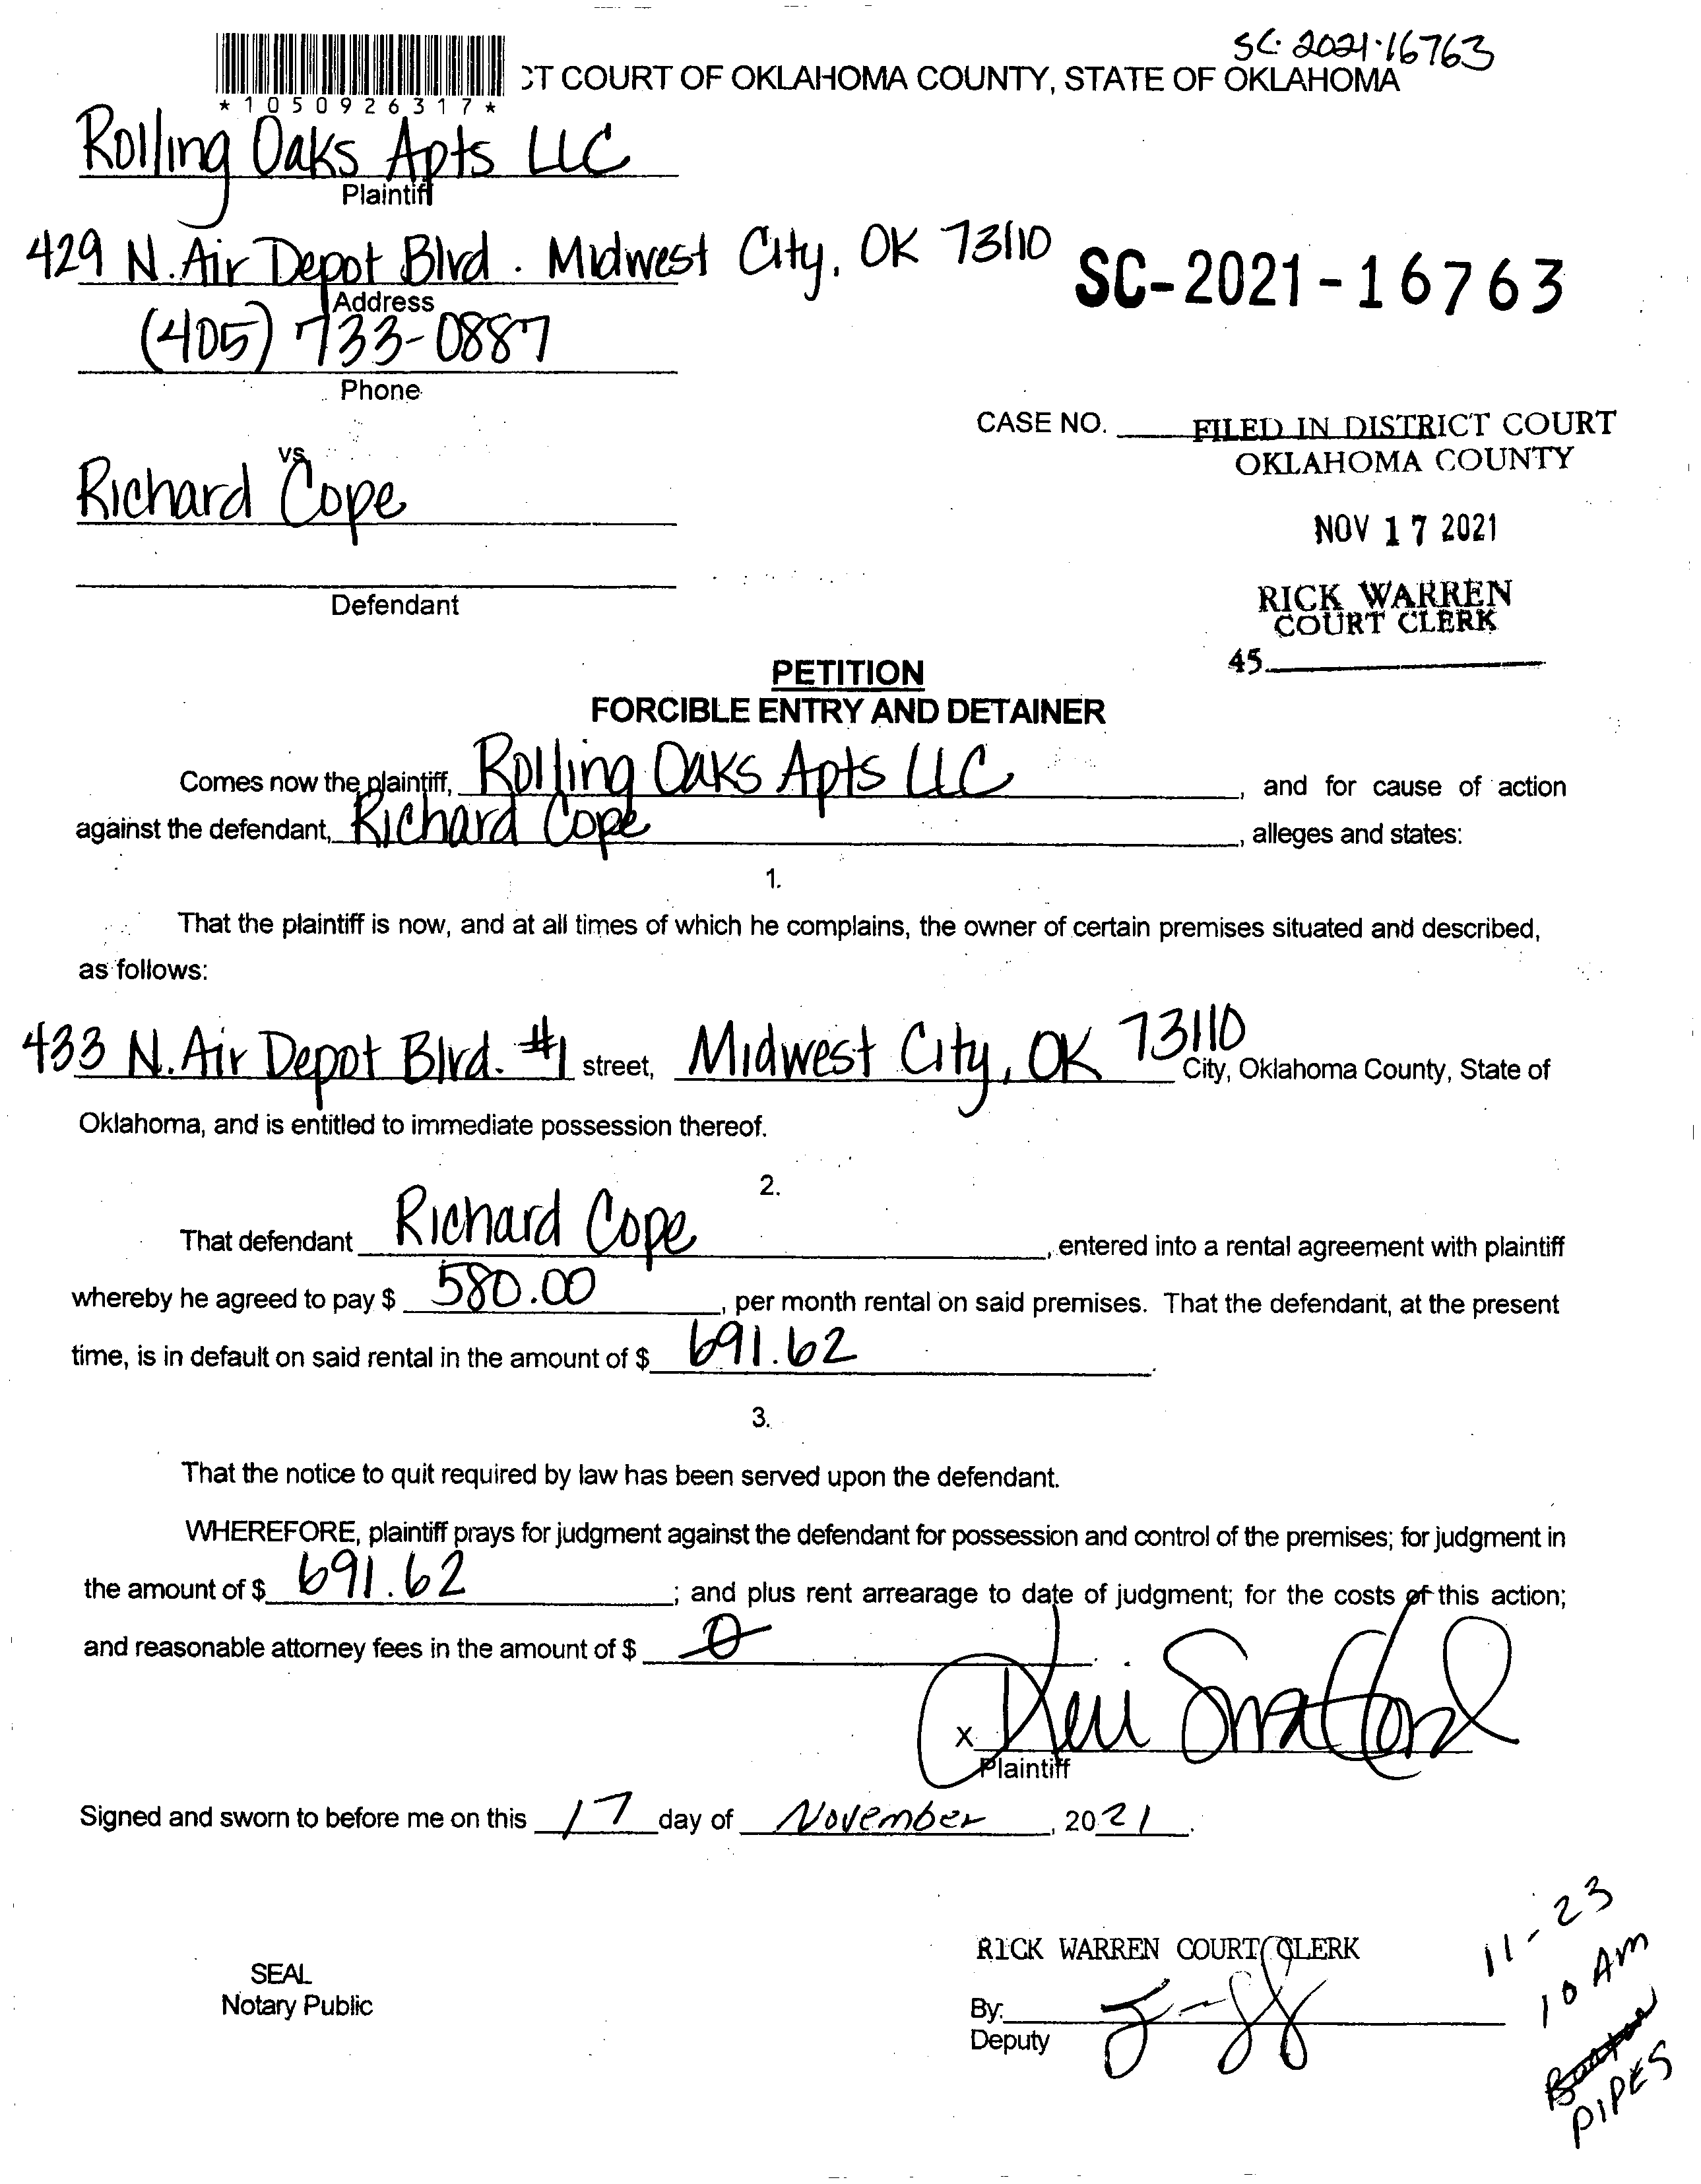 SC-2021-16763
CT COURT OF OKLAHOMA COUNTY, STATE OF OKLAHOMA
*1050926317*
Rolling Oaks Apts LLC
Plaintiff
429 N. Air Depot Blvd. Midwest City, OK 73110
SC-2021-16763
Address
(405) 733-0887
Phone
CASE NO.
FILED IN DISTRICT COURT
OKLAHOMA COUNTY
vs.
Richard Cope
NOV 17 2021
Defendant
RICK WARREN
COURT CLERK
45
PETITION
FORCIBLE ENTRY AND DETAINER
Comes now the plaintiff, Rolling Oaks Apts LLC, and for cause of action
against the defendant, Richard Cope, alleges and states:
1.
That the plaintiff is now, and at all times of which he complains, the owner of certain premises situated and described,
as follows:
433 N. Air Depot Blvd. #1 street, Midwest City, OK 73110 City, Oklahoma County, State of
Oklahoma, and is entitled to immediate possession thereof.
2.
That defendant Richard Cope, entered into a rental agreement with plaintiff
whereby he agreed to pay $ 580.00, per month rental on said premises. That the defendant, at the present
time, is in default on said rental in the amount of $ 691.62.
3.
That the notice to quit required by law has been served upon the defendant.
WHEREFORE, plaintiff prays for judgment against the defendant for possession and control of the premises; for judgment in
the amount of $ 691.62; and plus rent arrearage to date of judgment; for the costs of this action;
and reasonable attorney fees in the amount of $ 0.
X
Plaintiff
Signed and sworn to before me on this 17 day of November, 2021.
11-23
10 AM
PIPES
RICK WARREN COURT CLERK
SEAL
Notary Public
By:
Deputy